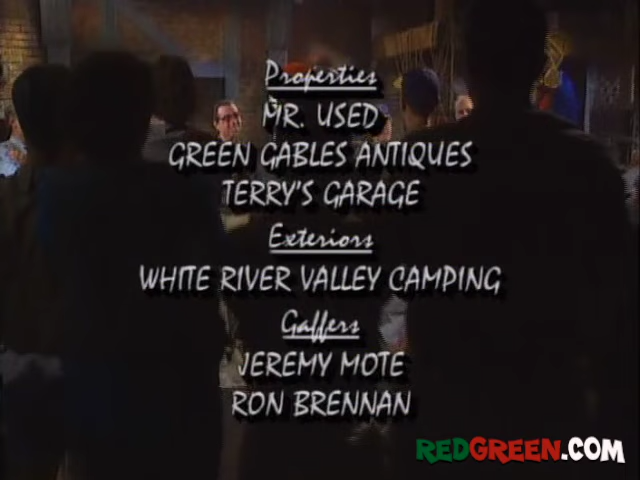 Properties
MR. USED
GREEN GABLES ANTIQUES
TERRY'S GARAGE
Exteriors
WHITE RIVER VALLEY CAMPING
Gaffers
JEREMY MOTE
RON BRENNAN
REDGREEN.COM